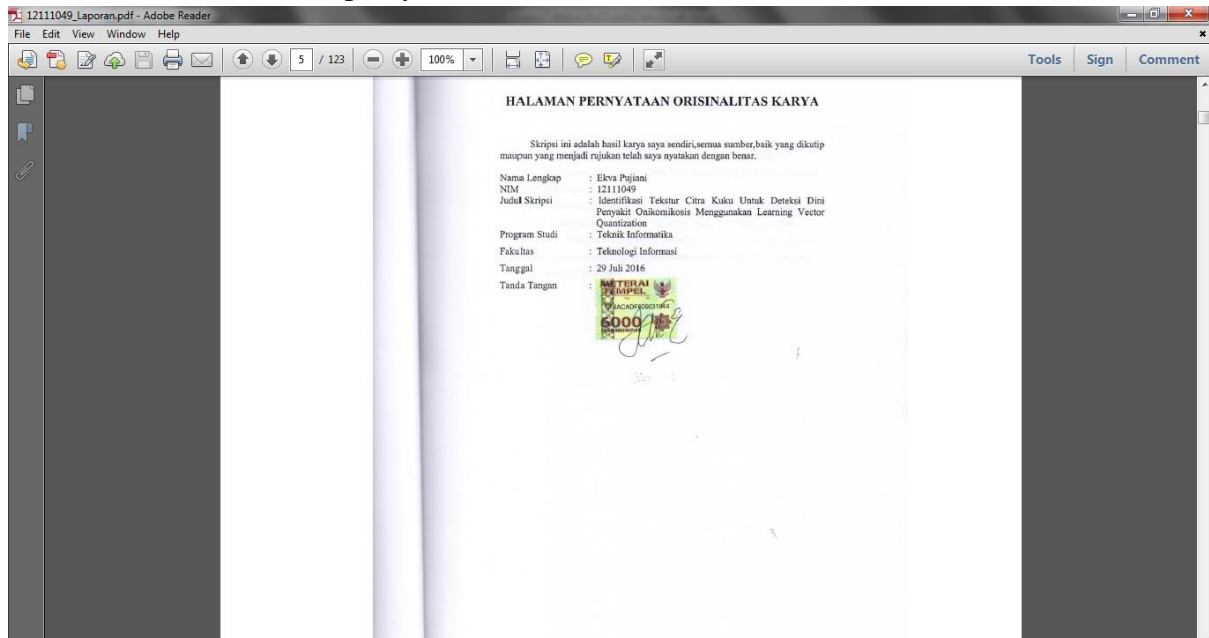 12111049_Laporan.pdf - Adobe Reader
File Edit View Window Help
5 / 123 100% Tools Sign Comment
HALAMAN PERNYATAAN ORISINALITAS KARYA
Skripsi ini adalah hasil karya saya sendiri,semua sumber,baik yang dikutip
maupun yang menjadi rujukan telah saya nyatakan dengan benar.
Nama Lengkap : Ekva Pujiani
NIM : 12111049
Judul Skripsi : Identifikasi Tekstur Citra Kuku Untuk Deteksi Dini
Penyakit Onikomikosis Menggunakan Learning Vector
Quantization
Program Studi : Teknik Informatika
Fakultas : Teknologi Informasi
Tanggal : 29 Juli 2016
Tanda Tangan :
METERAI
TEMPEL
6000